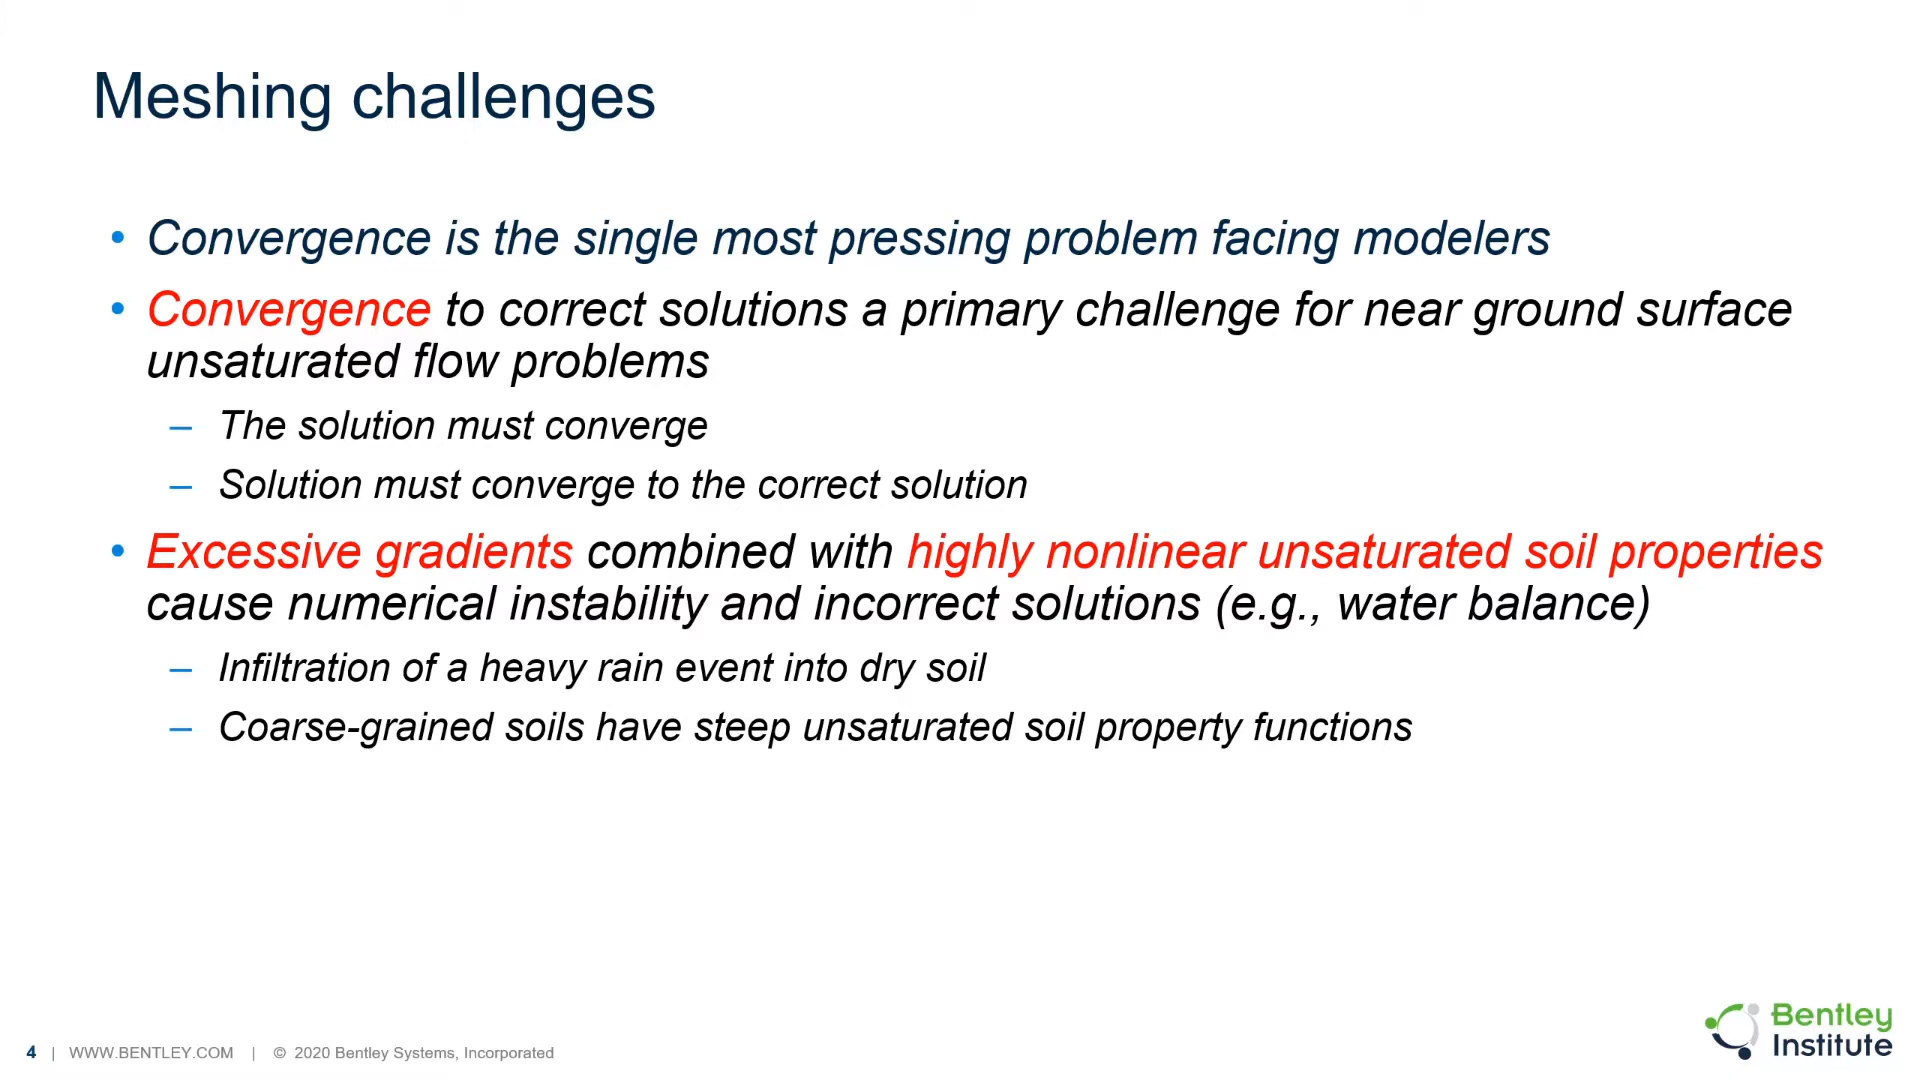 Meshing challenges
• Convergence is the single most pressing problem facing modelers
• Convergence to correct solutions a primary challenge for near ground surface
unsaturated flow problems
– The solution must converge
– Solution must converge to the correct solution
• Excessive gradients combined with highly nonlinear unsaturated soil properties
cause numerical instability and incorrect solutions (e.g., water balance)
– Infiltration of a heavy rain event into dry soil
– Coarse-grained soils have steep unsaturated soil property functions
4 | WWW.BENTLEY.COM | © 2020 Bentley Systems, Incorporated
Bentley
Institute